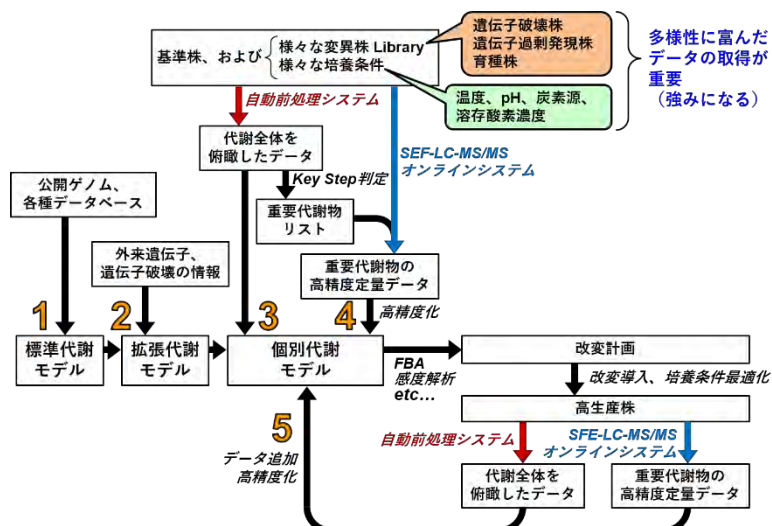 基準株、および
様々な変異株 Library
様々な培養条件
遺伝子破壊株
遺伝子過剰発現株
育種株
多様性に富んだ
データの取得が
重要
（強みになる）
温度、pH、炭素源、
溶存酸素濃度
自動前処理システム
代謝全体を
俯瞰したデータ
SEF-LC-MS/MS
オンラインシステム
Key Step判定
公開ゲノム、
各種データベース
重要代謝物
リスト
外来遺伝子、
遺伝子破壊の情報
重要代謝物の
高精度定量データ
1
2
3
4
高精度化
標準代謝
モデル
拡張代謝
モデル
個別代謝
モデル
FBA
感度解析
etc…
改変計画
改変導入、培養条件最適化
高生産株
5
データ追加
高精度化
自動前処理システム
SFE-LC-MS/MS
オンラインシステム
代謝全体を
俯瞰したデータ
重要代謝物の
高精度定量データ